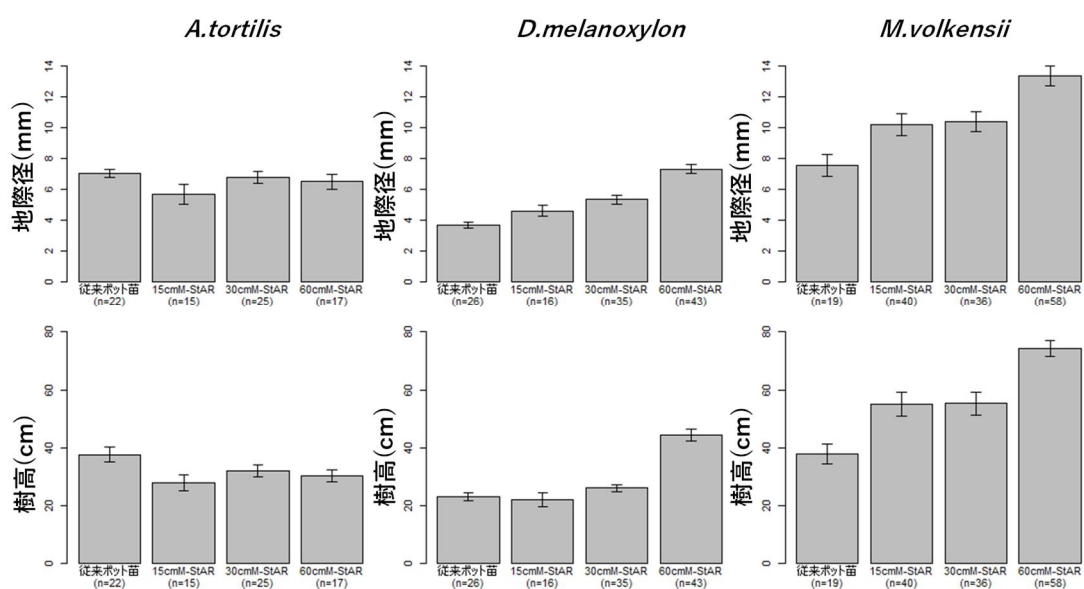 A.tortilis
D.melanoxylon
M.volkensii
地際径(mm)
0 2 4 6 8 10 12 14
従来ポット苗 15cmM-StAR 30cmM-StAR 60cmM-StAR
(n=22) (n=15) (n=25) (n=17)
地際径(mm)
0 2 4 6 8 10 12 14
従来ポット苗 15cmM-StAR 30cmM-StAR 60cmM-StAR
(n=26) (n=16) (n=35) (n=43)
地際径(mm)
0 2 4 6 8 10 12 14
従来ポット苗 15cmM-StAR 30cmM-StAR 60cmM-StAR
(n=19) (n=40) (n=36) (n=58)
樹高(cm)
0 20 40 60 80
従来ポット苗 15cmM-StAR 30cmM-StAR 60cmM-StAR
(n=22) (n=15) (n=25) (n=17)
樹高(cm)
0 20 40 60 80
従来ポット苗 15cmM-StAR 30cmM-StAR 60cmM-StAR
(n=26) (n=16) (n=35) (n=43)
樹高(cm)
0 20 40 60 80
従来ポット苗 15cmM-StAR 30cmM-StAR 60cmM-StAR
(n=19) (n=40) (n=36) (n=58)